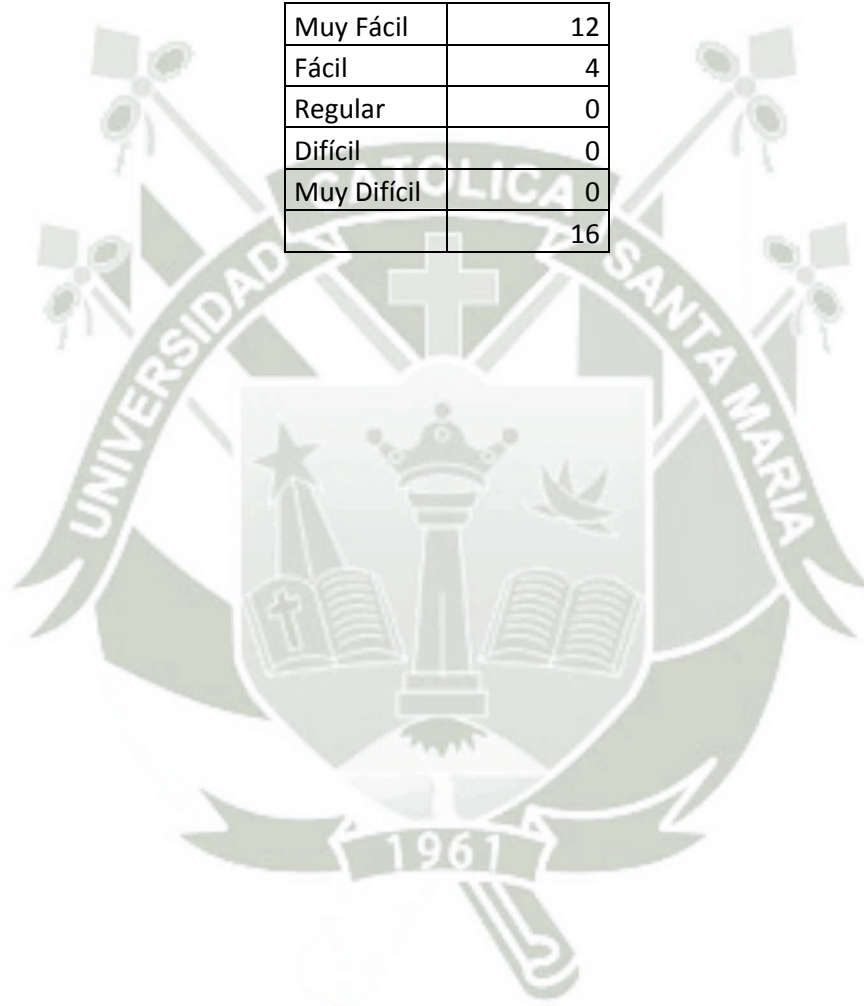 Muy Fácil 12
Fácil 4
Regular 0
Difícil 0
Muy Difícil 0
16
UNIVERSIDAD CATOLICA SANTA MARIA
1961